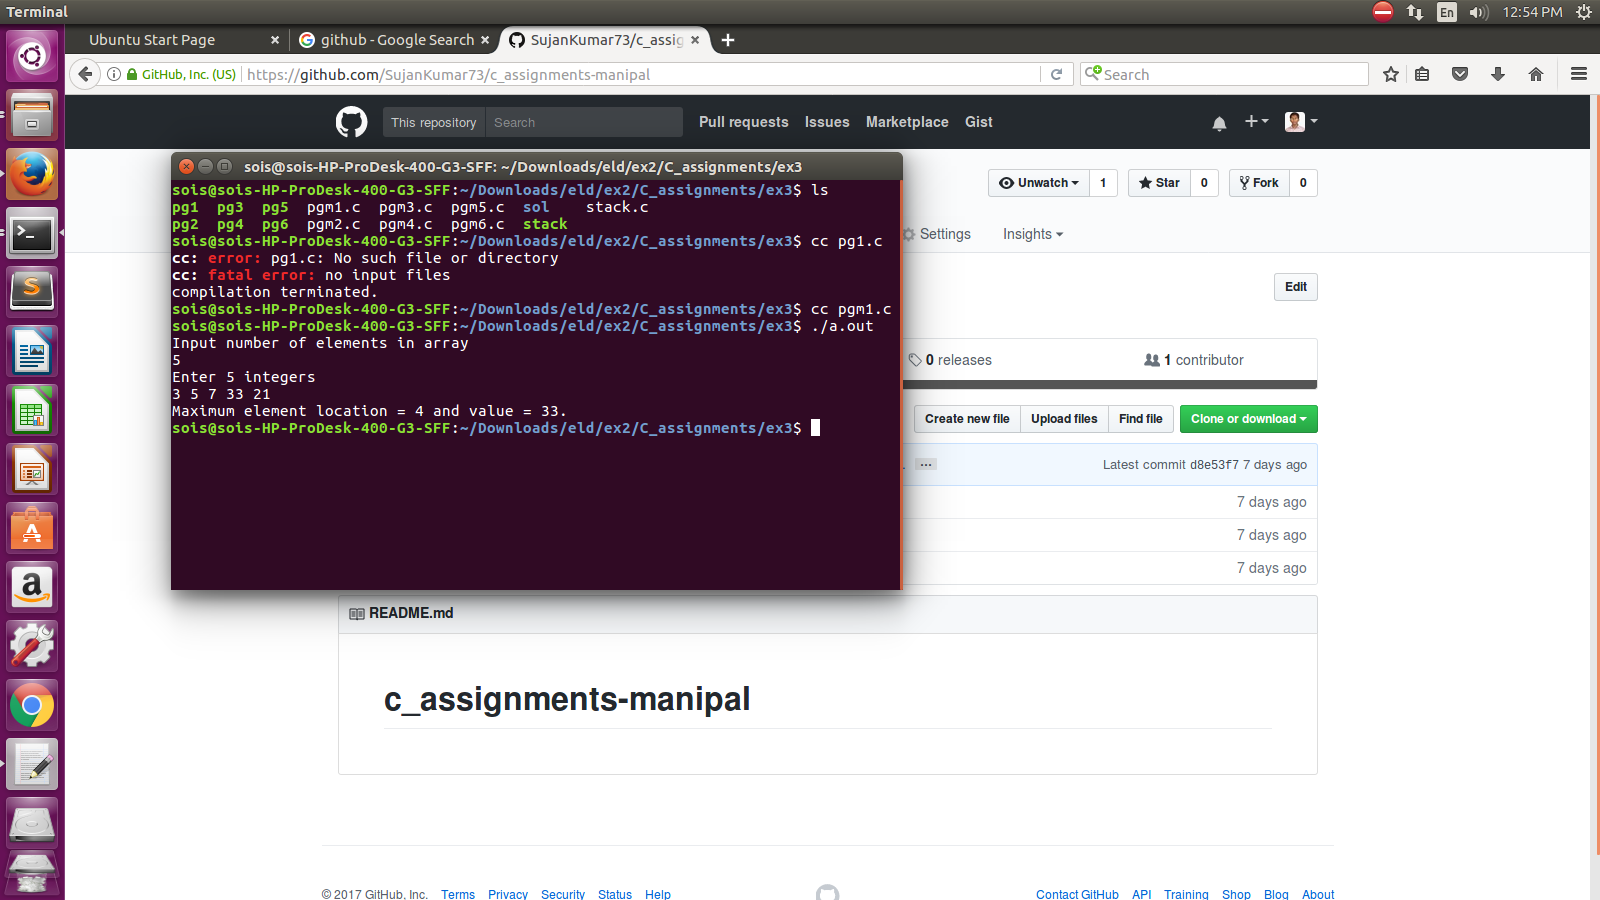 Terminal
En
12:54 PM
Ubuntu Start Page
github - Google Search
SujanKumar73/c_assig
GitHub, Inc. (US)
https://github.com/SujanKumar73/c_assignments-manipal
Search
This repository
Search
Pull requests
Issues
Marketplace
Gist
sois@sois-HP-ProDesk-400-G3-SFF: ~/Downloads/eld/ex2/C_assignments/ex3
sois@sois-HP-ProDesk-400-G3-SFF:~/Downloads/eld/ex2/C_assignments/ex3$ ls
pg1 pg3 pg5 pgm1.c pgm3.c pgm5.c sol stack.c
pg2 pg4 pg6 pgm2.c pgm4.c pgm6.c stack
sois@sois-HP-ProDesk-400-G3-SFF:~/Downloads/eld/ex2/C_assignments/ex3$ cc pg1.c
cc: error: pg1.c: No such file or directory
cc: fatal error: no input files
compilation terminated.
sois@sois-HP-ProDesk-400-G3-SFF:~/Downloads/eld/ex2/C_assignments/ex3$ cc pgm1.c
sois@sois-HP-ProDesk-400-G3-SFF:~/Downloads/eld/ex2/C_assignments/ex3$ ./a.out
Input number of elements in array
5
Enter 5 integers
3 5 7 33 21
Maximum element location = 4 and value = 33.
sois@sois-HP-ProDesk-400-G3-SFF:~/Downloads/eld/ex2/C_assignments/ex3$
Unwatch 1
Star 0
Fork 0
Settings
Insights
Edit
0 releases
1 contributor
Create new file
Upload files
Find file
Clone or download
Latest commit d8e53f7 7 days ago
7 days ago
7 days ago
7 days ago
README.md
c_assignments-manipal
© 2017 GitHub, Inc. Terms Privacy Security Status Help
Contact GitHub API Training Shop Blog About